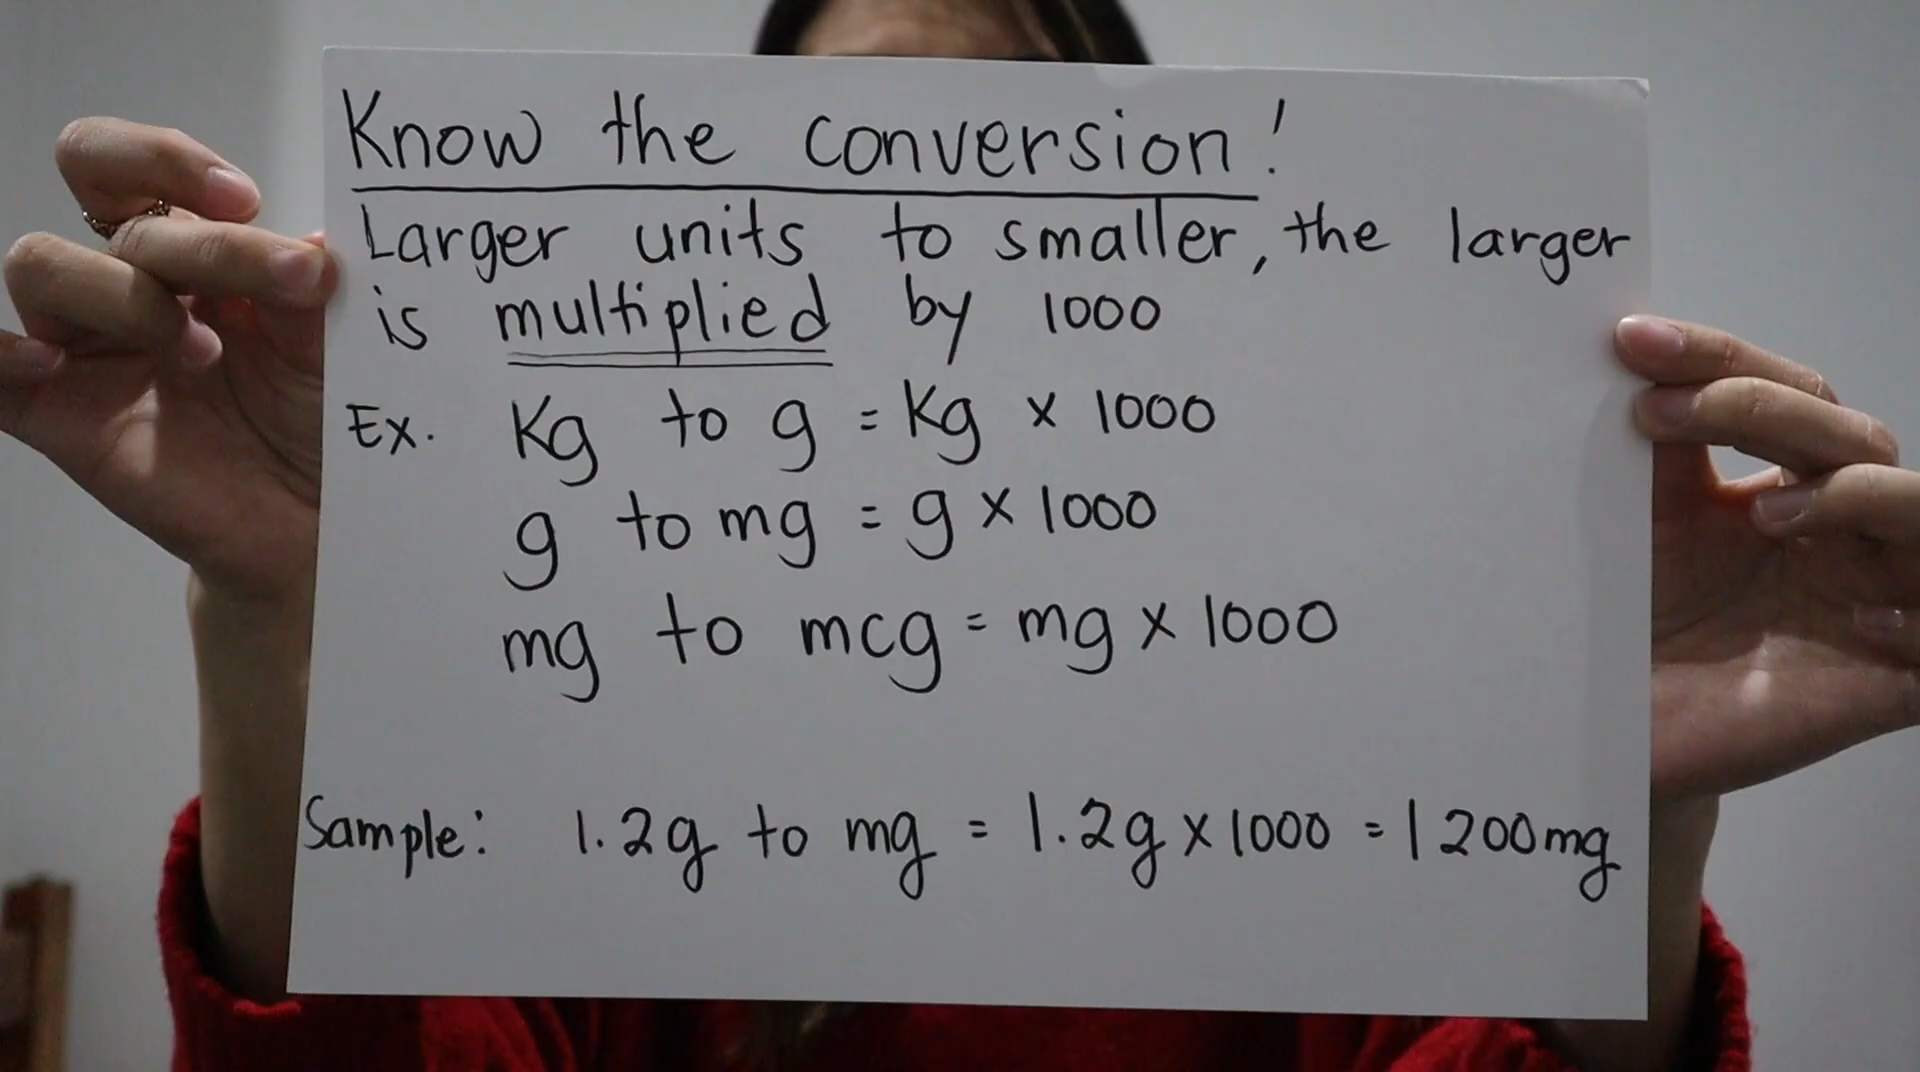 Know the conversion!
Larger units to smaller, the larger
is multiplied by 1000
Ex. Kg to g = Kg x 1000
g to mg = g x 1000
mg to mcg = mg x 1000
Sample: 1.2g to mg = 1.2g x 1000 = 1200mg